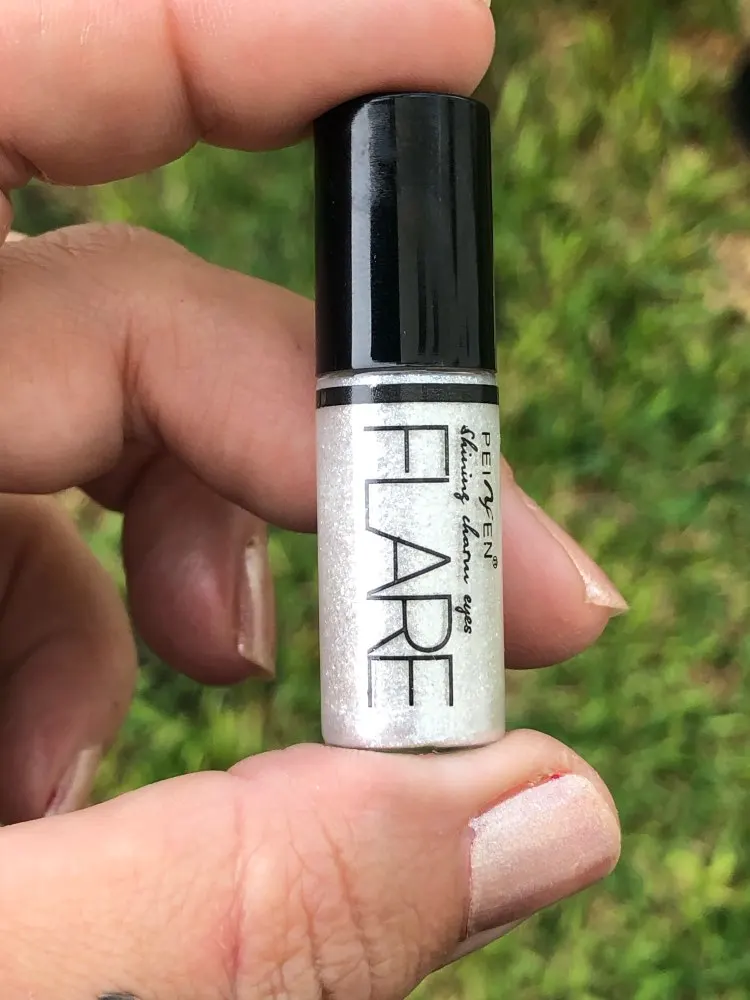 PEIYEN®
Shining charm eyes
FLARE